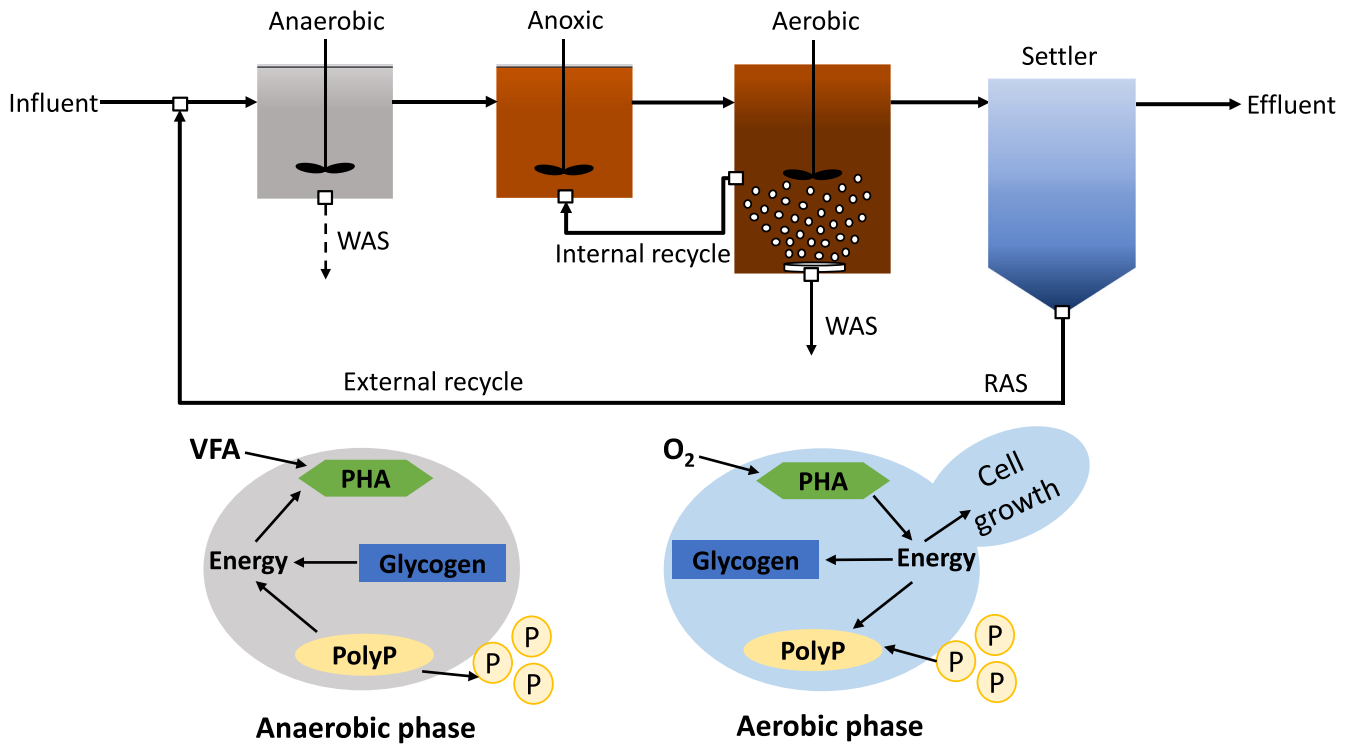 Anaerobic
Anoxic
Aerobic
Settler
Influent
Effluent
WAS
Internal recycle
WAS
External recycle
RAS
VFA
PHA
Energy
Glycogen
PolyP
P
P
P
Anaerobic phase
O₂
PHA
Cell
growth
Glycogen
Energy
PolyP
P
P
P
Aerobic phase